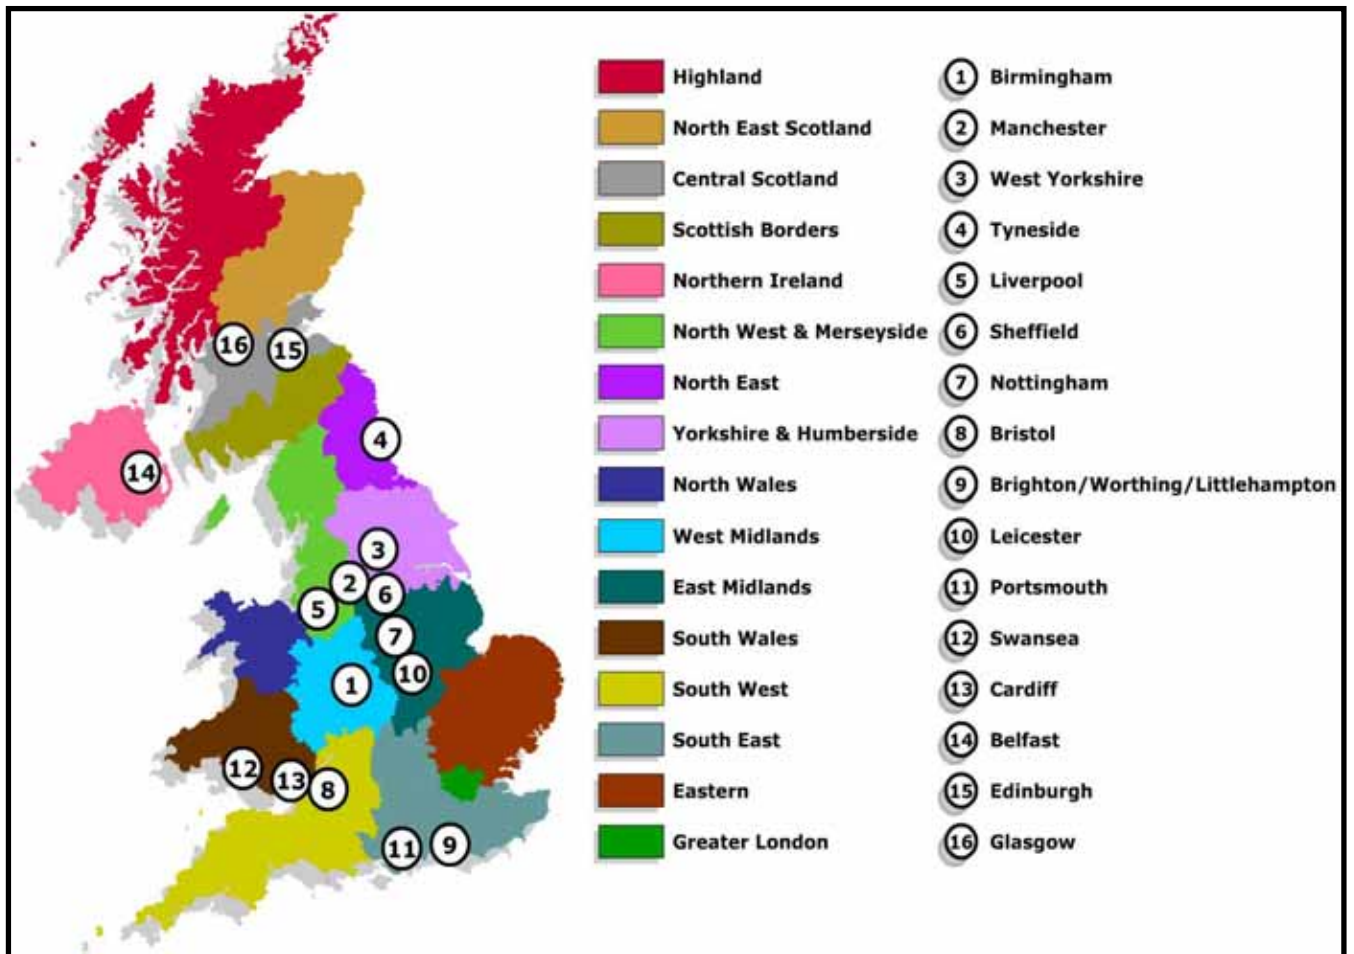 Highland
North East Scotland
Central Scotland
Scottish Borders
Northern Ireland
North West & Merseyside
North East
Yorkshire & Humberside
North Wales
West Midlands
East Midlands
South Wales
South West
South East
Eastern
Greater London
1 Birmingham
2 Manchester
3 West Yorkshire
4 Tyneside
5 Liverpool
6 Sheffield
7 Nottingham
8 Bristol
9 Brighton/Worthing/Littlehampton
10 Leicester
11 Portsmouth
12 Swansea
13 Cardiff
14 Belfast
15 Edinburgh
16 Glasgow
16
15
4
14
3
2
6
5
7
10
1
12
13
8
11
9